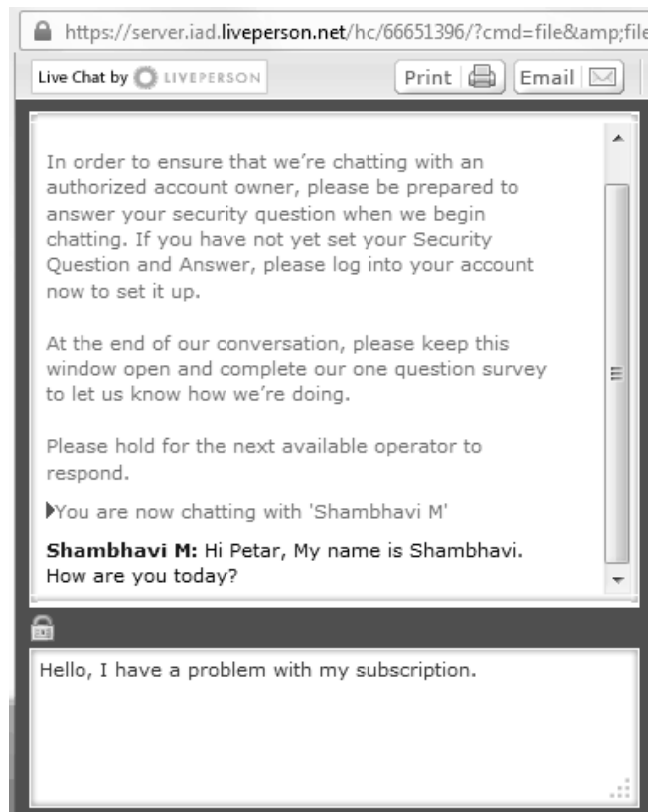 https://server.iad.liveperson.net/hc/66651396/?cmd=file&amp;file
Live Chat by LIVEPERSON
Print
Email
In order to ensure that we're chatting with an
authorized account owner, please be prepared to
answer your security question when we begin
chatting. If you have not yet set your Security
Question and Answer, please log into your account
now to set it up.
At the end of our conversation, please keep this
window open and complete our one question survey
to let us know how we're doing.
Please hold for the next available operator to
respond.
You are now chatting with 'Shambhavi M'
Shambhavi M: Hi Petar, My name is Shambhavi.
How are you today?
Hello, I have a problem with my subscription.